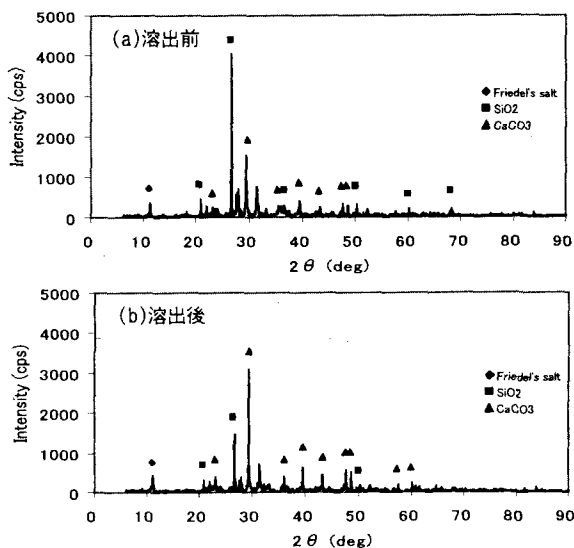 (a)溶出前
Intensity (cps)
5000
4000
3000
2000
1000
0
Friedel's salt
SiO2
CaCO3
0 10 20 30 40 50 60 70 80 90
2θ (deg)
(b)溶出後
Intensity (cps)
5000
4000
3000
2000
1000
0
Friedel's salt
SiO2
CaCO3
0 10 20 30 40 50 60 70 80 90
2θ (deg)